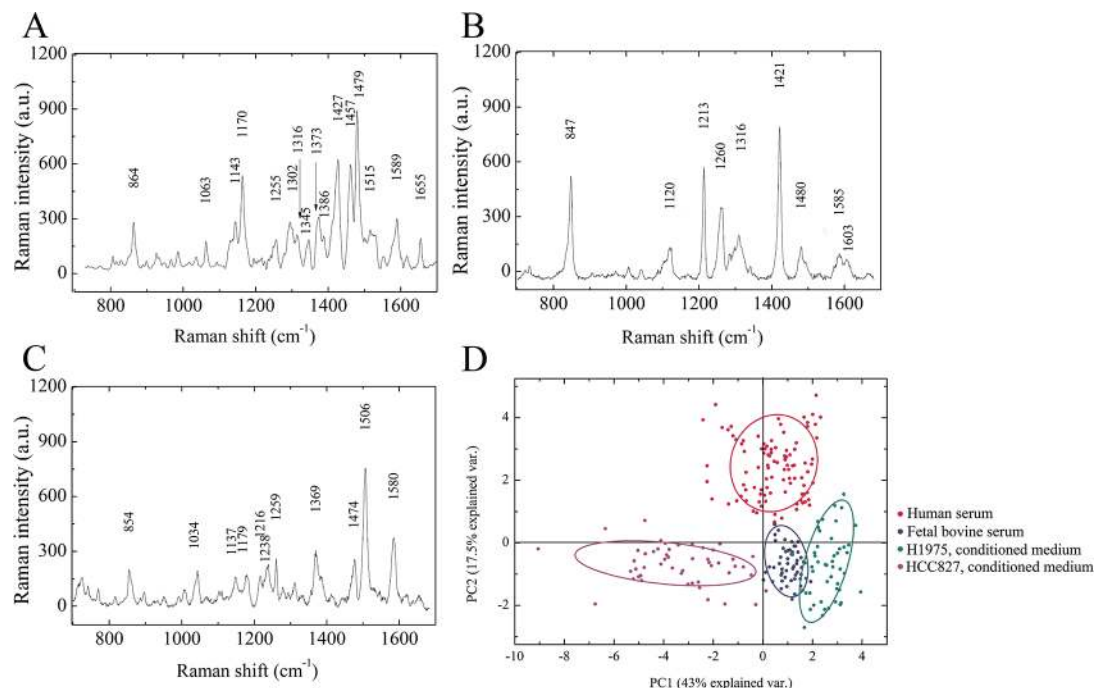 A
1200
900
600
300
0
Raman intensity (a.u.)
864
1063
1143
1170
1255
1302
1316
1345
1373
1386
1427
1457
1479
1515
1589
1655
800 1000 1200 1400 1600
Raman shift (cm-1)
B
1200
900
600
300
0
Raman intensity (a.u.)
847
1120
1213
1260
1316
1421
1480
1585
1603
800 1000 1200 1400 1600
Raman shift (cm-1)
C
1200
900
600
300
0
Raman intensity (a.u.)
854
1034
1137
1179
1216
1238
1259
1369
1474
1506
1580
800 1000 1200 1400 1600
Raman shift (cm-1)
D
4
2
0
-2
PC2 (17.5% explained var.)
-10 -8 -6 -4 -2 0 2 4
PC1 (43% explained var.)
Human serum
Fetal bovine serum
H1975, conditioned medium
HCC827, conditioned medium